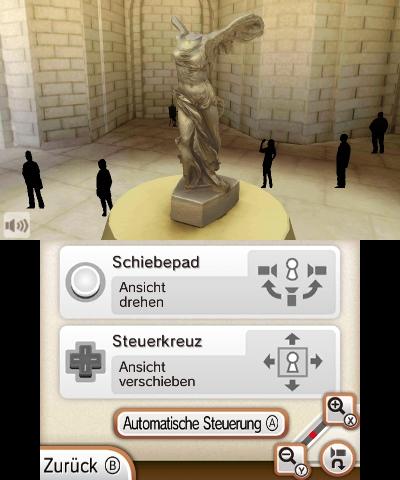 Schiebepad
Ansicht
drehen
Steuerkreuz
Ansicht
verschieben
Automatische Steuerung Ⓐ
X
Zurück Ⓑ
Y